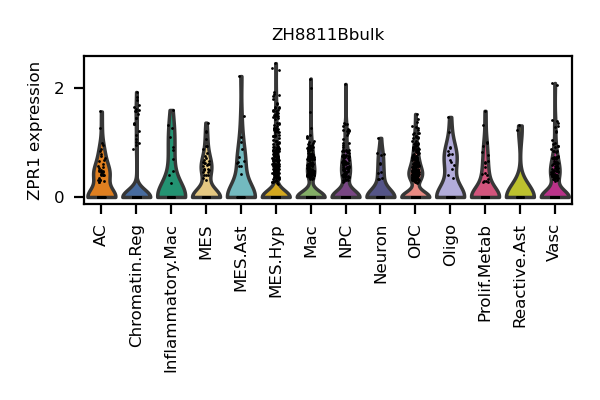 ZH8811Bbulk
ZPR1 expression
2
0
AC
Chromatin.Reg
Inflammatory.Mac
MES
MES.Ast
MES.Hyp
Mac
NPC
Neuron
OPC
Oligo
Prolif.Metab
Reactive.Ast
Vasc